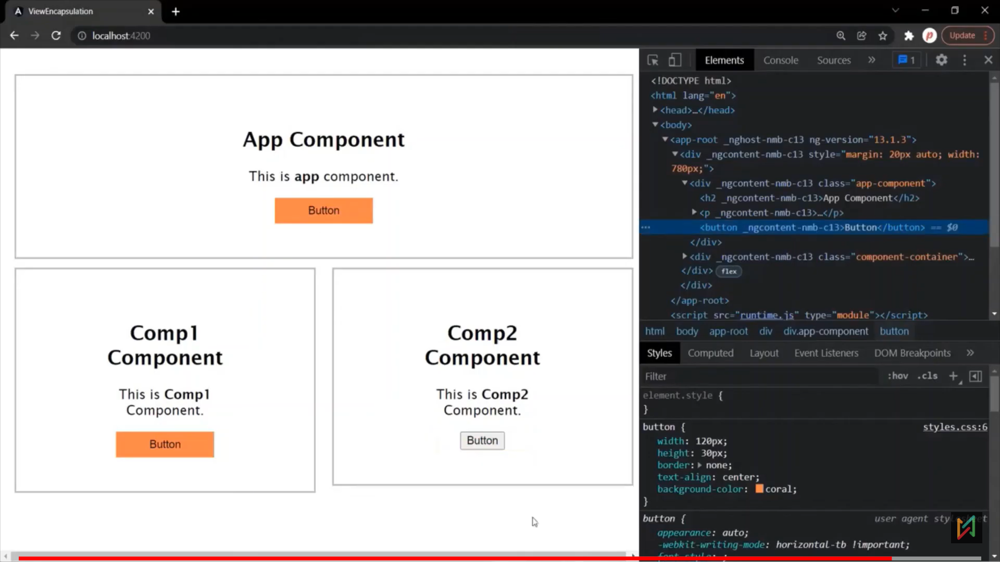 ViewEncapsulation
localhost:4200
Update
App Component
This is app component.
Button
Comp1
Component
This is Comp1
Component.
Button
Comp2
Component
This is Comp2
Component.
Button
Elements Console Sources » 1
<!DOCTYPE html>
<html lang="en">
<head>…</head>
<body>
<app-root _nghost-nmb-c13 ng-version="13.1.3">
<div _ngcontent-nmb-c13 style="margin: 20px auto; width:
780px;">
<div _ngcontent-nmb-c13 class="app-component">
<h2 _ngcontent-nmb-c13>App Component</h2>
<p _ngcontent-nmb-c13>…</p>
<button _ngcontent-nmb-c13>Button</button> == $0
</div>
<div _ngcontent-nmb-c13 class="component-container">…
</div> flex
</div>
</app-root>
<script src="runtime.js" type="module"></script>
html body app-root div div.app-component button
Styles Computed Layout Event Listeners DOM Breakpoints »
Filter :hov .cls +
element.style {
}
button { styles.css:6
width: 120px;
height: 30px;
border: none;
text-align: center;
background-color: coral;
}
button { user agent stylesheet
appearance: auto;
-webkit-writing-mode: horizontal-tb !important;